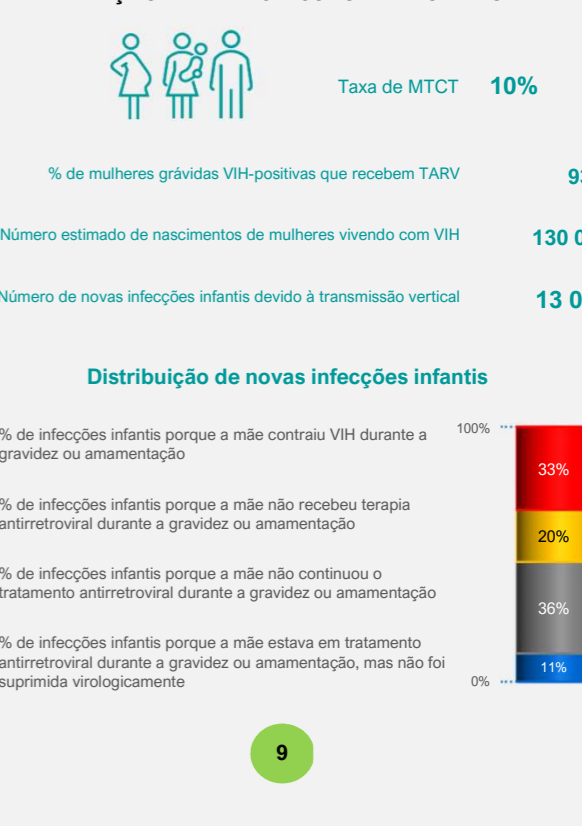 Taxa de MTCT 10%
% de mulheres grávidas VIH-positivas que recebem TARV
Número estimado de nascimentos de mulheres vivendo com VIH 130
Número de novas infecções infantis devido à transmissão vertical 13
Distribuição de novas infecções infantis
% de infecções infantis porque a mãe contraiu VIH durante a
gravidez ou amamentação
100%
33%
% de infecções infantis porque a mãe não recebeu terapia
antirretroviral durante a gravidez ou amamentação
20%
% de infecções infantis porque a mãe não continuou o
tratamento antirretroviral durante a gravidez ou amamentação
36%
% de infecções infantis porque a mãe estava em tratamento
antirretroviral durante a gravidez ou amamentação, mas não foi
suprimida virologicamente
11%
0%
9